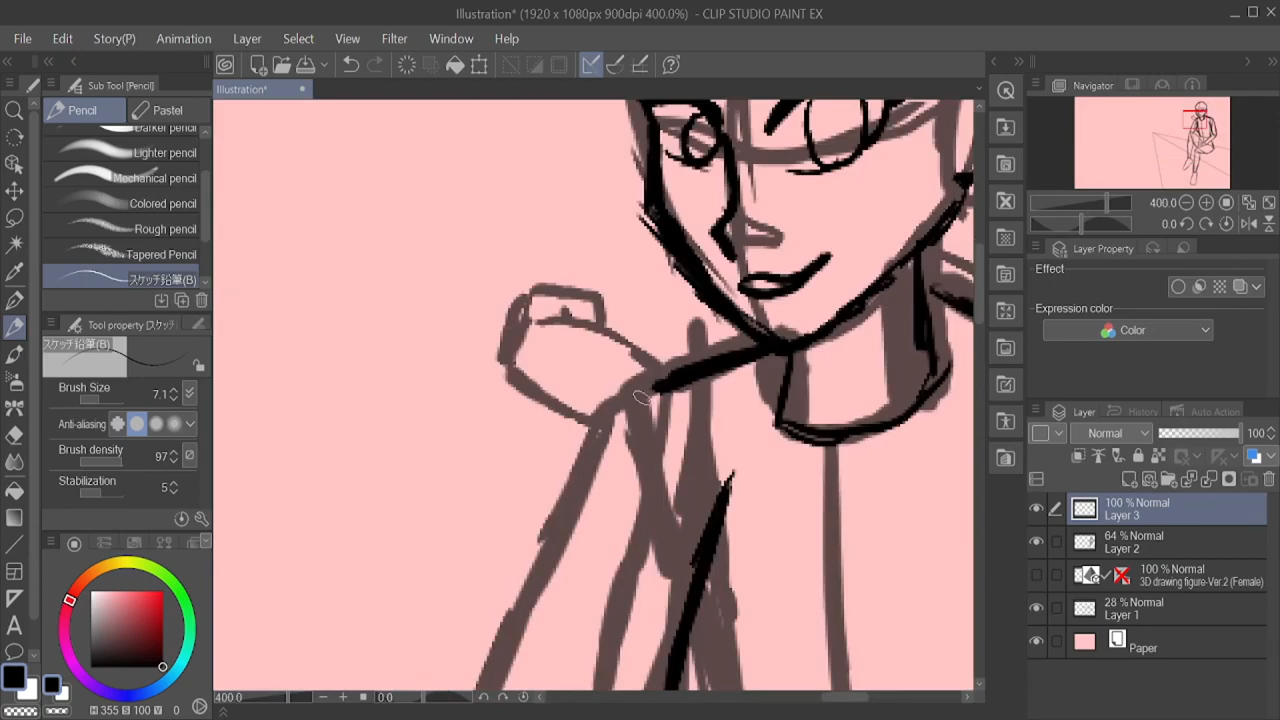 Illustration* (1920 x 1080px 900dpi 400.0%) - CLIP STUDIO PAINT EX
File Edit Story(P) Animation Layer Select View Filter Window Help
Sub Tool [Pencil]
Illustration*
Navigator
Pencil Pastel
Darker pencil
Lighter pencil
Mechanical pencil
Colored pencil
Rough pencil
Tapered Pencil
スケッチ鉛筆(B)
400.0
0.0
Layer Property
Effect
Expression color
Color
Tool property [スケッ
スケッチ鉛筆(B)
Brush Size 7.1
Anti-aliasing
Brush density 97
Stabilization 5
Layer History Auto Action
Normal 100
100 % Normal
Layer 3
64 % Normal
Layer 2
100 % Normal
3D drawing figure-Ver.2 (Female)
28 % Normal
Layer 1
Paper
H 355 S 100 V 0
400.0 0.0